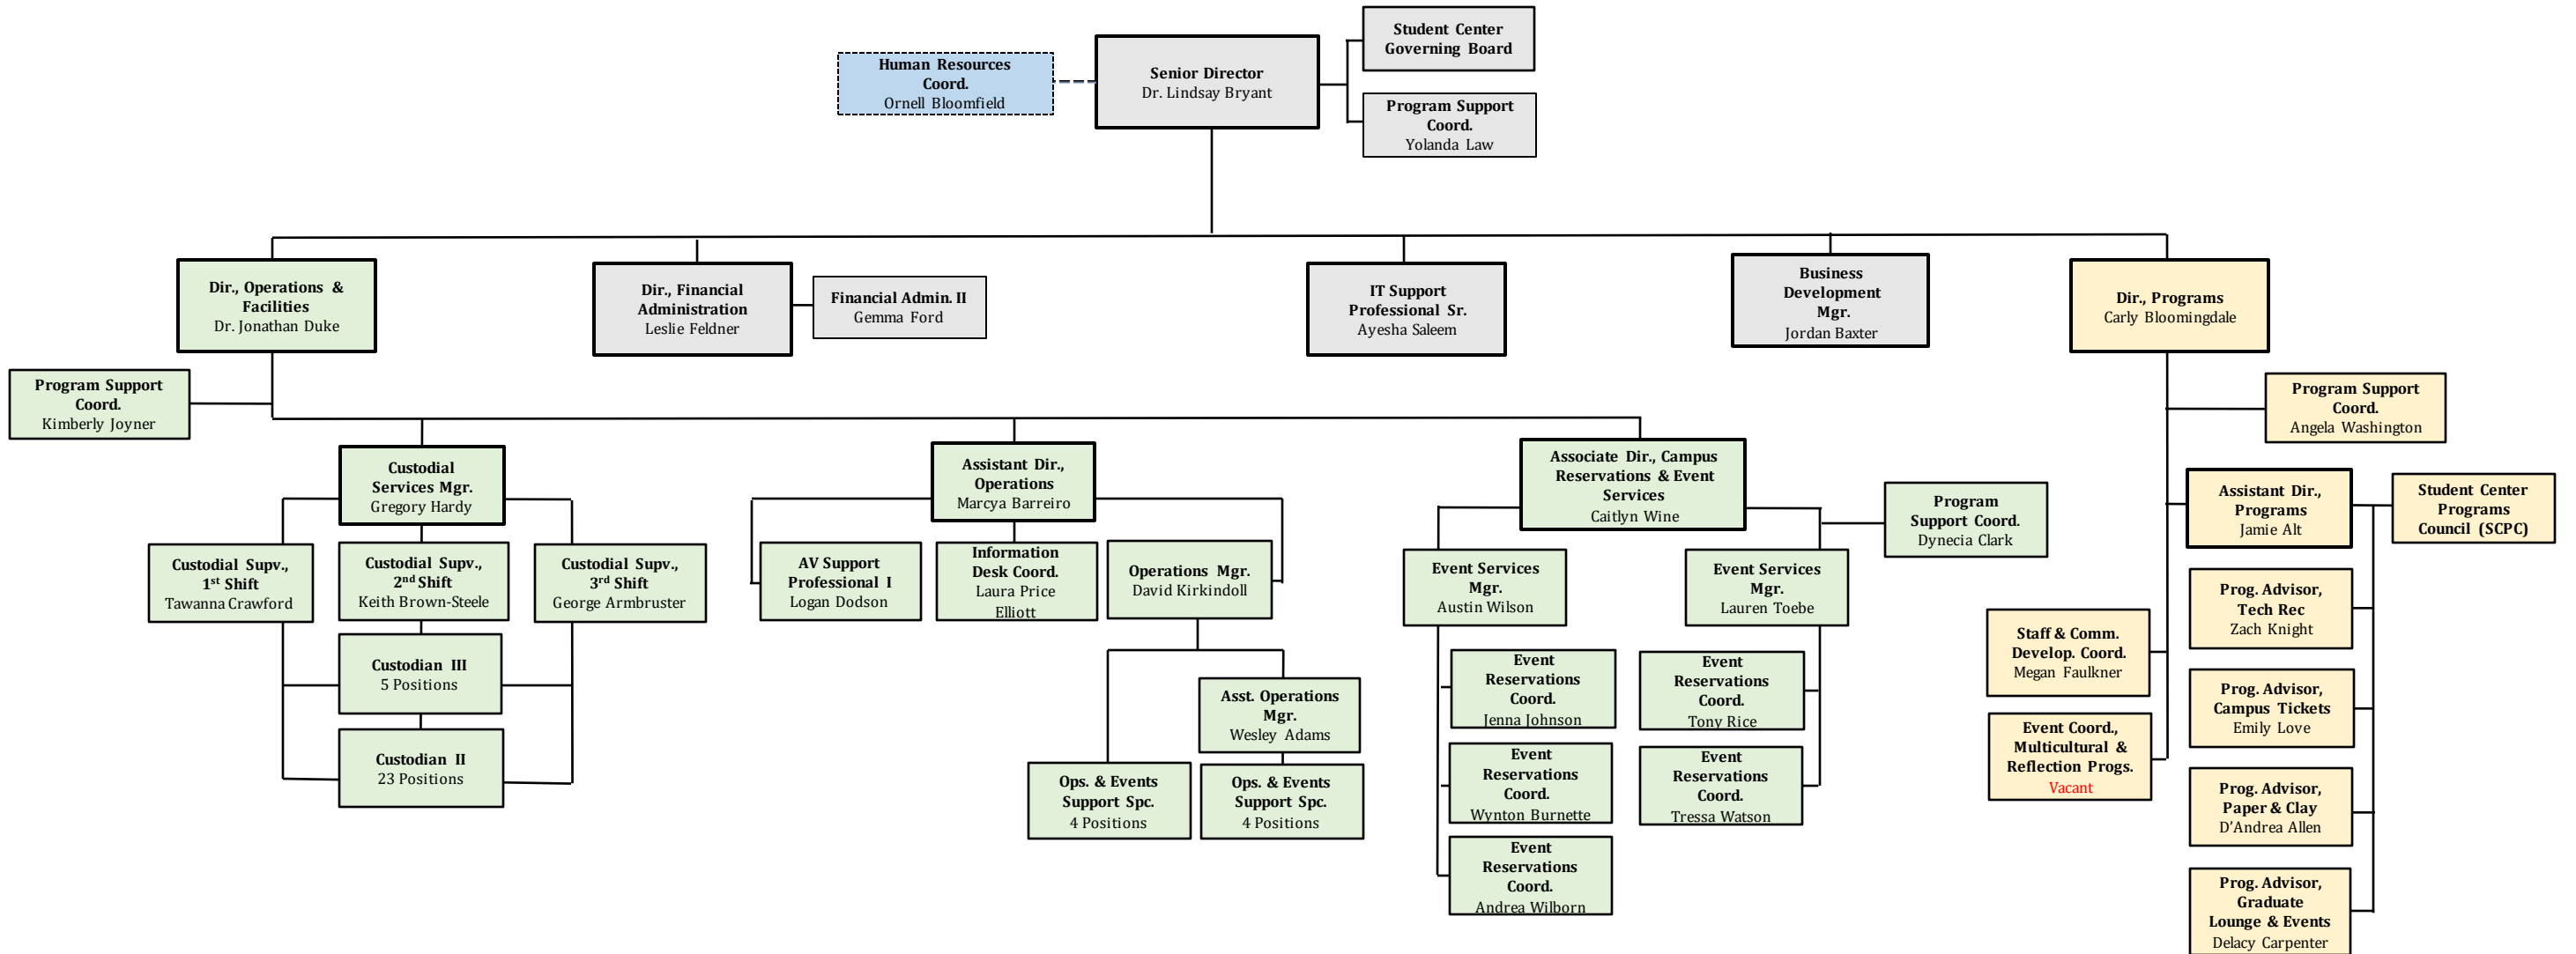 Student Center
Governing Board
Human Resources
Coord.
Ornell Bloomfield
Senior Director
Dr. Lindsay Bryant
Program Support
Coord.
Yolanda Law
Dir., Operations &
Facilities
Dr. Jonathan Duke
Dir., Financial
Administration
Leslie Feldner
Financial Admin. II
Gemma Ford
IT Support
Professional Sr.
Ayesha Saleem
Business
Development
Mgr.
Jordan Baxter
Dir., Programs
Carly Bloomingdale
Program Support
Coord.
Kimberly Joyner
Program Support
Coord.
Angela Washington
Custodial
Services Mgr.
Gregory Hardy
Assistant Dir.,
Operations
Marcya Barreiro
Associate Dir., Campus
Reservations & Event
Services
Caitlyn Wine
Program
Support Coord.
Dynecia Clark
Assistant Dir.,
Programs
Jamie Alt
Student Center
Programs
Council (SCPC)
Custodial Supv.,
1st Shift
Tawanna Crawford
Custodial Supv.,
2nd Shift
Keith Brown-Steele
Custodial Supv.,
3rd Shift
George Armbruster
AV Support
Professional I
Logan Dodson
Information
Desk Coord.
Laura Price
Elliott
Operations Mgr.
David Kirkindoll
Event Services
Mgr.
Austin Wilson
Event Services
Mgr.
Lauren Toebe
Prog. Advisor,
Tech Rec
Zach Knight
Staff & Comm.
Develop. Coord.
Megan Faulkner
Custodian III
5 Positions
Asst. Operations
Mgr.
Wesley Adams
Event
Reservations
Coord.
Jenna Johnson
Event
Reservations
Coord.
Tony Rice
Prog. Advisor,
Campus Tickets
Emily Love
Event Coord.,
Multicultural &
Reflection Progs.
Vacant
Custodian II
23 Positions
Ops. & Events
Support Spc.
4 Positions
Ops. & Events
Support Spc.
4 Positions
Event
Reservations
Coord.
Wynton Burnette
Event
Reservations
Coord.
Tressa Watson
Prog. Advisor,
Paper & Clay
D’Andrea Allen
Event
Reservations
Coord.
Andrea Wilborn
Prog. Advisor,
Graduate
Lounge & Events
Delacy Carpenter